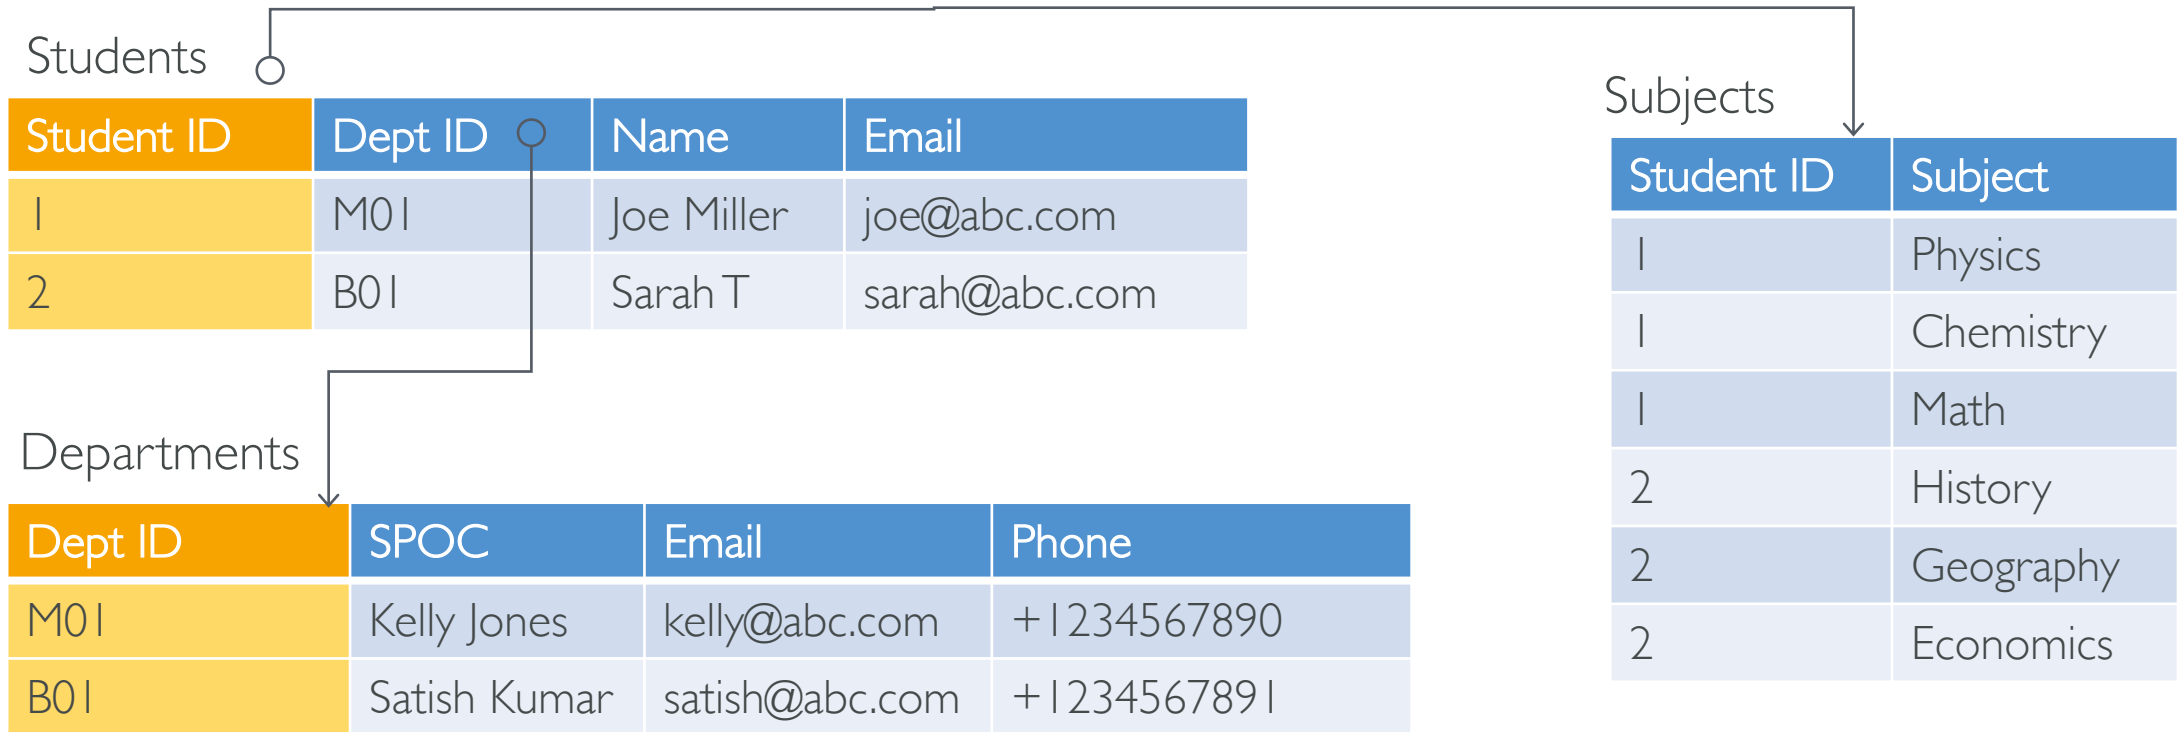 Students
Student ID Dept ID Name Email
1 M01 Joe Miller joe@abc.com
2 B01 Sarah T sarah@abc.com
Departments
Dept ID SPOC Email Phone
M01 Kelly Jones kelly@abc.com +1234567890
B01 Satish Kumar satish@abc.com +1234567891
Subjects
Student ID Subject
1 Physics
1 Chemistry
1 Math
2 History
2 Geography
2 Economics